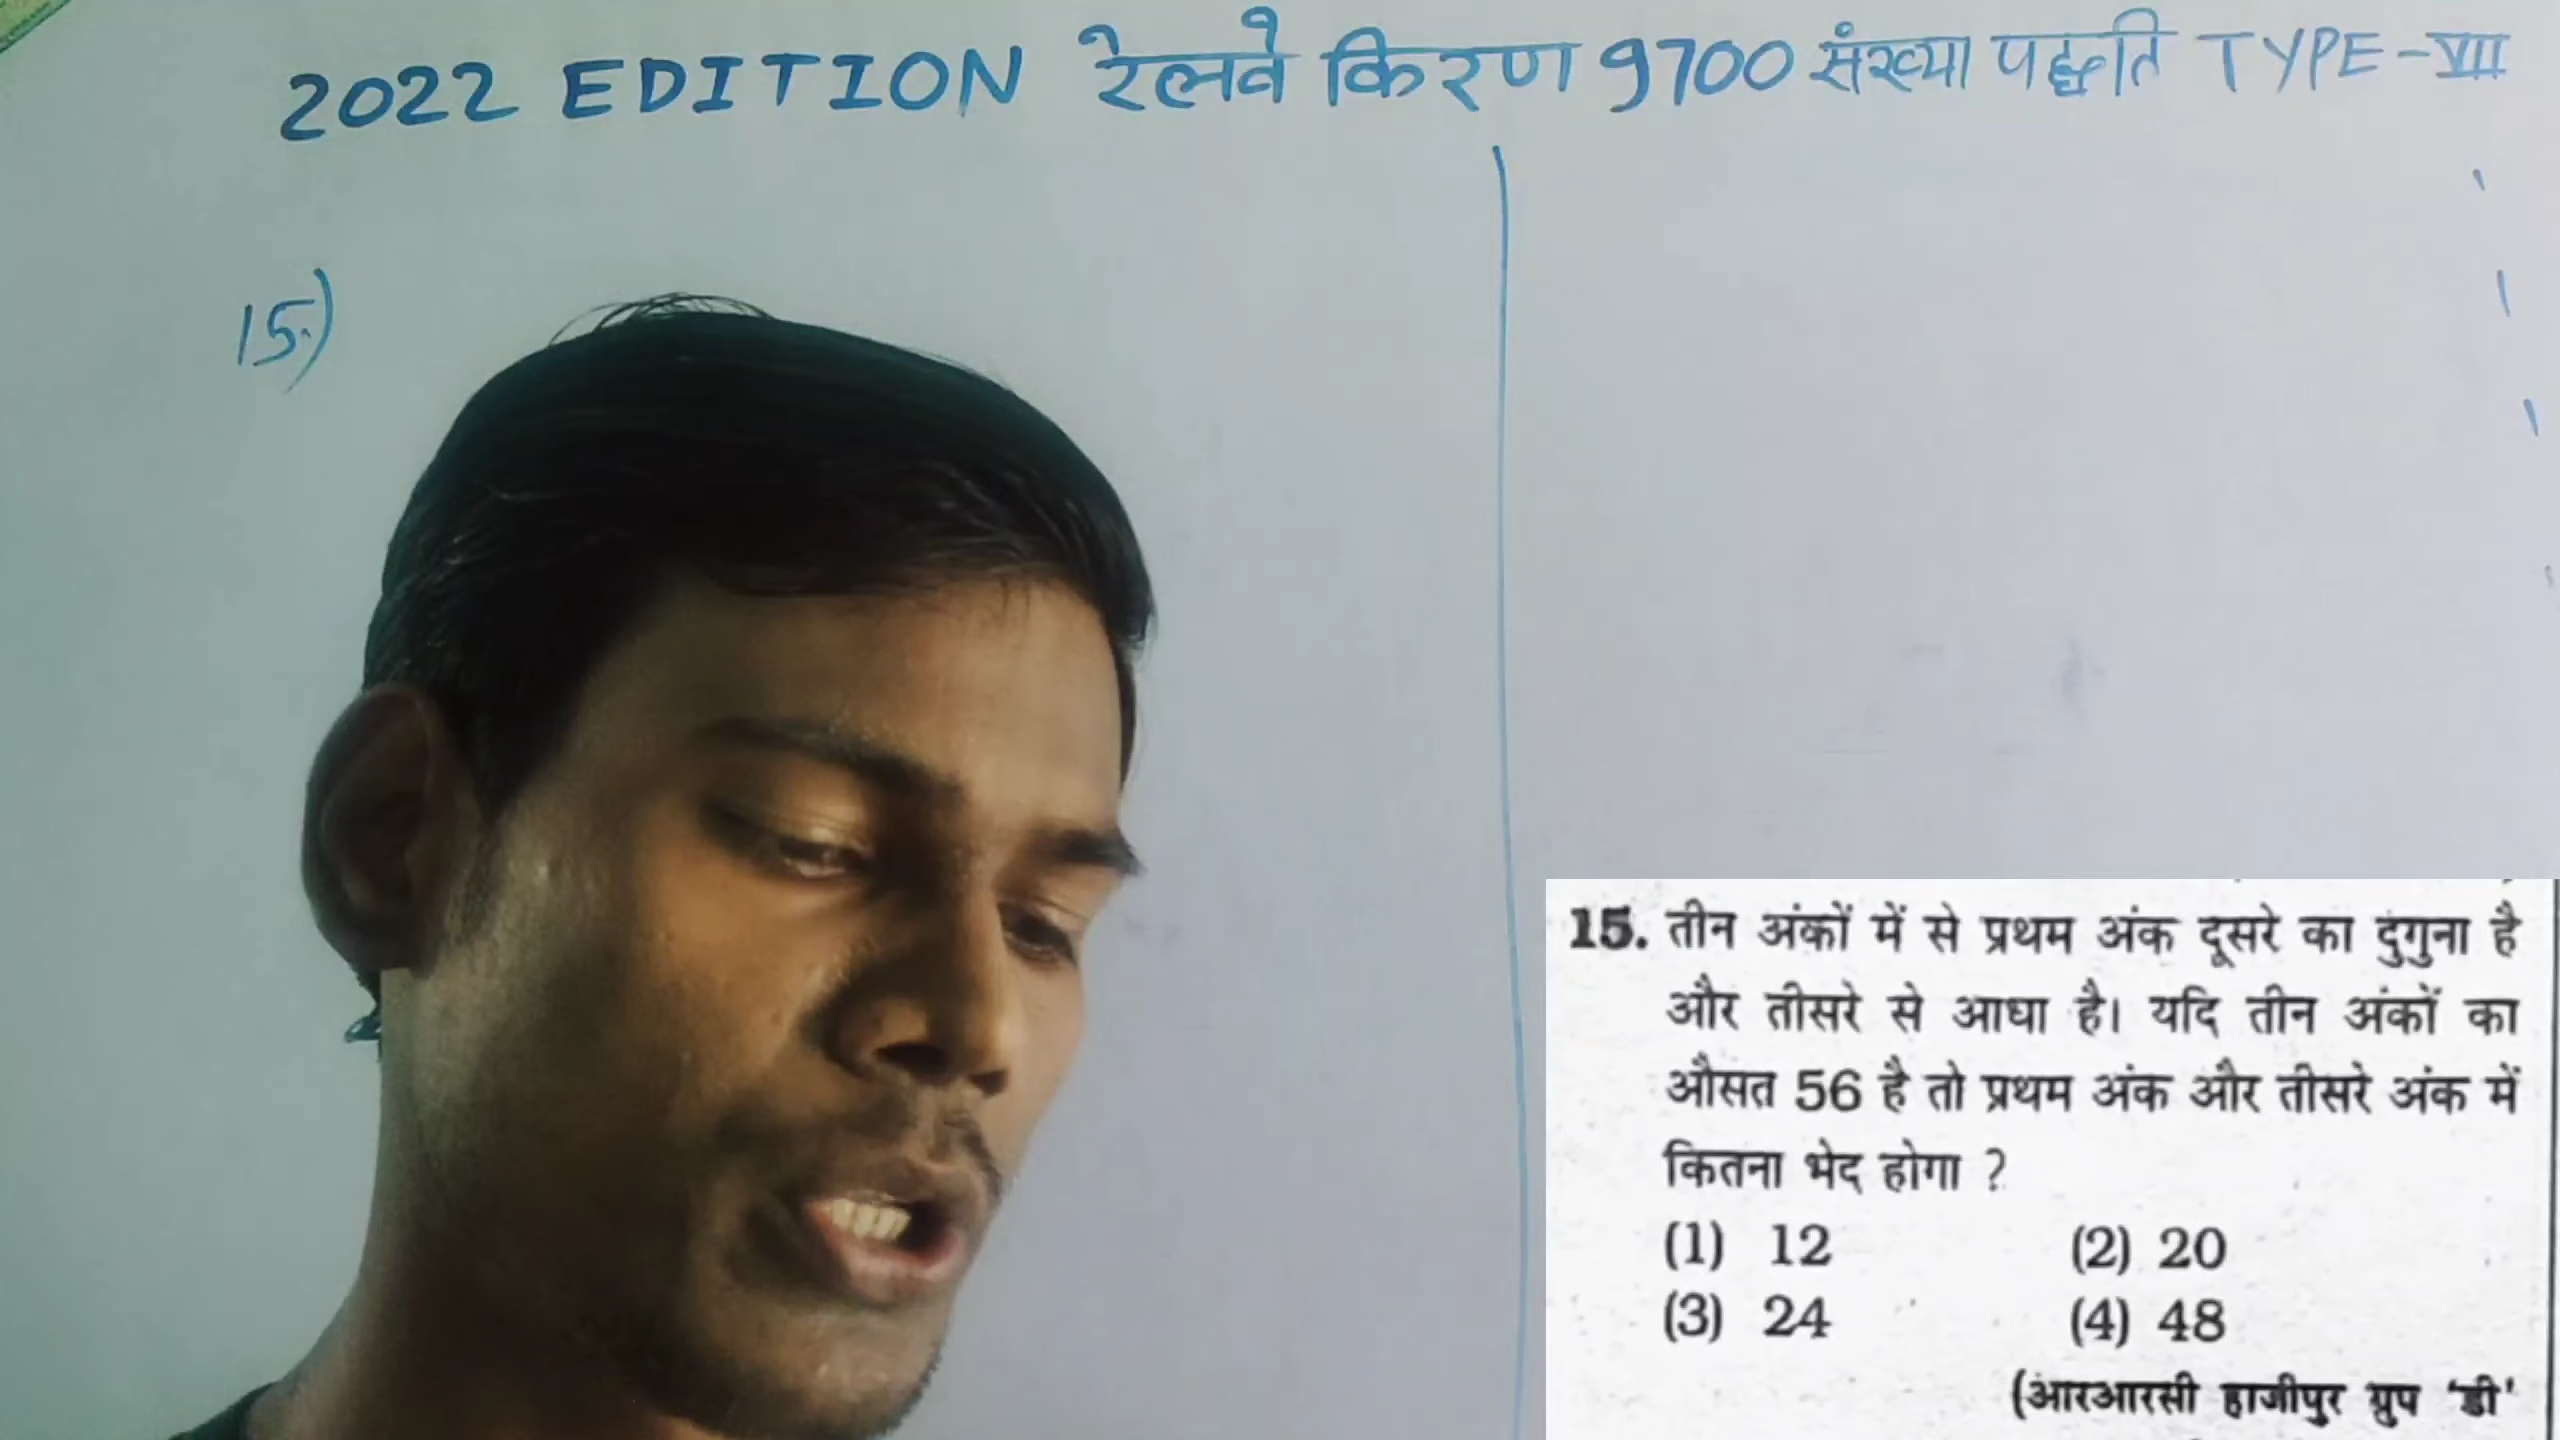 2022 EDITION रेलवे किरण 9700 संख्या पद्धति TYPE-VII
15.)
15. तीन अंकों में से प्रथम अंक दूसरे का दुगुना है
और तीसरे से आधा है। यदि तीन अंकों का
औसत 56 है तो प्रथम अंक और तीसरे अंक में
कितना भेद होगा ?
(1) 12 (2) 20
(3) 24 (4) 48
(आरआरसी हाजीपुर ग्रुप ‘डी’